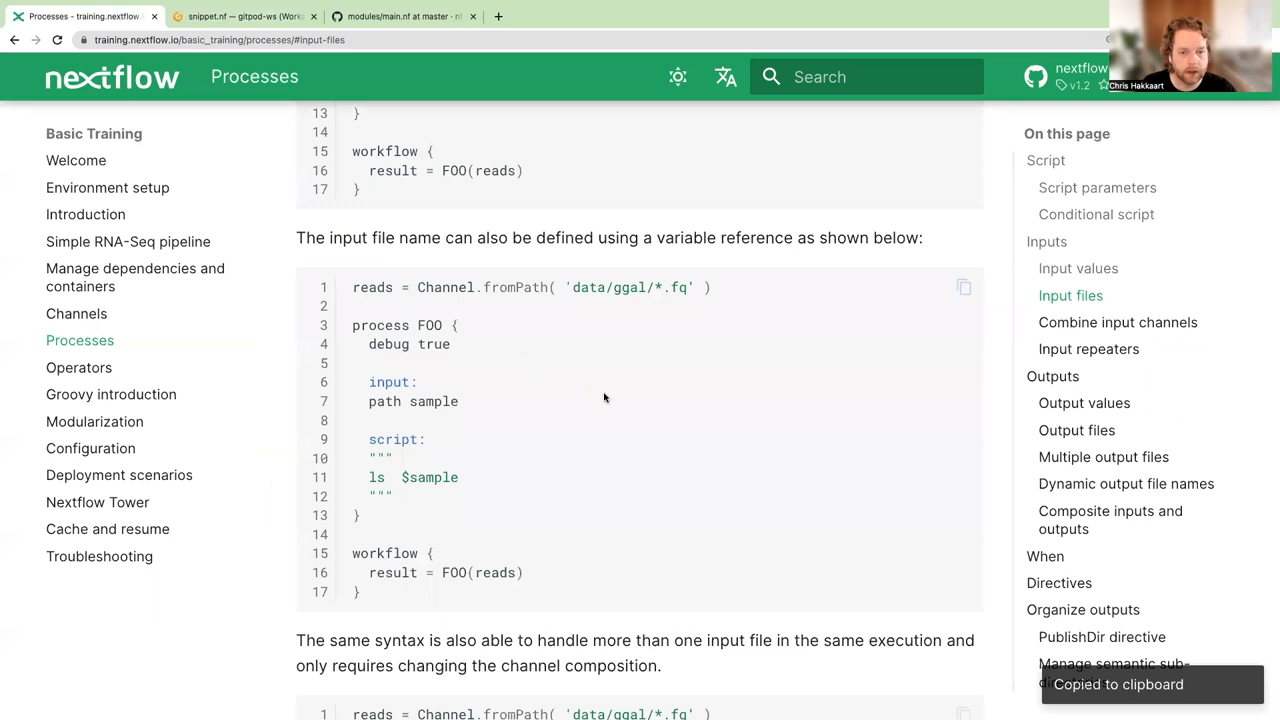 Processes - training.nextflow.
snippet.nf — gitpod-ws (Work
modules/main.nf at master · nf
training.nextflow.io/basic_training/processes/#input-files
nextflow
Processes
Search
nextflow
v1.2
Chris Hakkaart
Basic Training
Welcome
Environment setup
Introduction
Simple RNA-Seq pipeline
Manage dependencies and
containers
Channels
Processes
Operators
Groovy introduction
Modularization
Configuration
Deployment scenarios
Nextflow Tower
Cache and resume
Troubleshooting
13 }
14
15 workflow {
16   result = FOO(reads)
17 }
The input file name can also be defined using a variable reference as shown below:
1 reads = Channel.fromPath( 'data/ggal/*.fq' )
2
3 process FOO {
4   debug true
5
6   input:
7   path sample
8
9   script:
10   """
11   ls  $sample
12   """
13 }
14
15 workflow {
16   result = FOO(reads)
17 }
The same syntax is also able to handle more than one input file in the same execution and
only requires changing the channel composition.
1 reads = Channel.fromPath( 'data/ggal/*.fq' )
On this page
Script
Script parameters
Conditional script
Inputs
Input values
Input files
Combine input channels
Input repeaters
Outputs
Output values
Output files
Multiple output files
Dynamic output file names
Composite inputs and
outputs
When
Directives
Organize outputs
PublishDir directive
Manage semantic sub-
Copied to clipboard